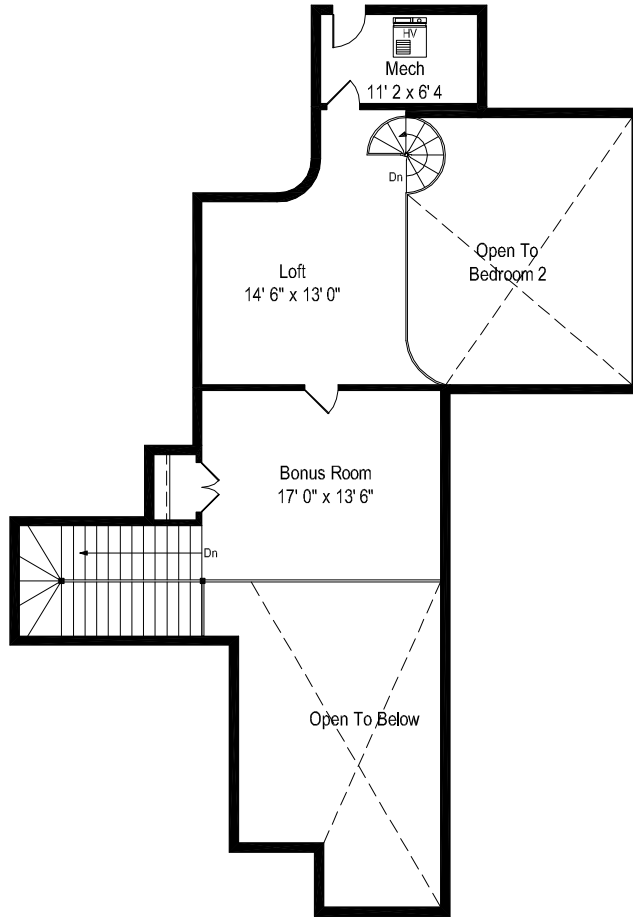 HV
Mech
11' 2 x 6' 4
Dn
Open To
Bedroom 2
Loft
14' 6" x 13' 0"
Bonus Room
17' 0" x 13' 6"
Dn
Open To Below